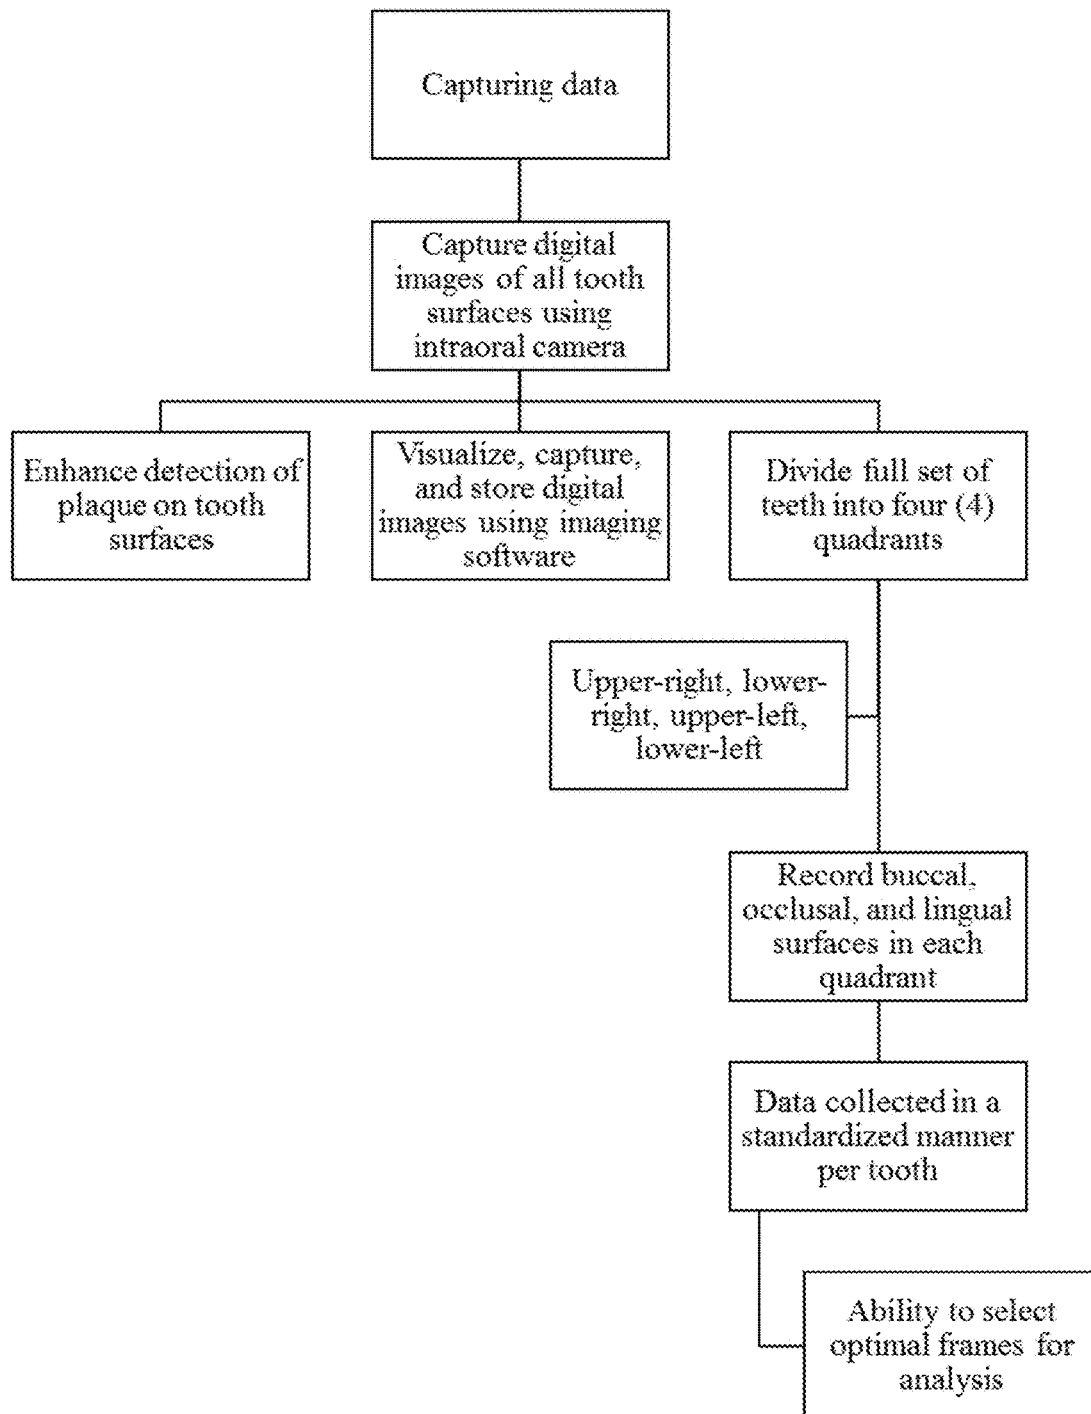 Capturing data
Capture digital
images of all tooth
surfaces using
intraoral camera
Enhance detection of
plaque on tooth
surfaces
Visualize, capture,
and store digital
images using imaging
software
Divide full set of
teeth into four (4)
quadrants
Upper-right, lower-
right, upper-left,
lower-left
Record buccal,
occlusal, and lingual
surfaces in each
quadrant
Data collected in a
standardized manner
per tooth
Ability to select
optimal frames for
analysis